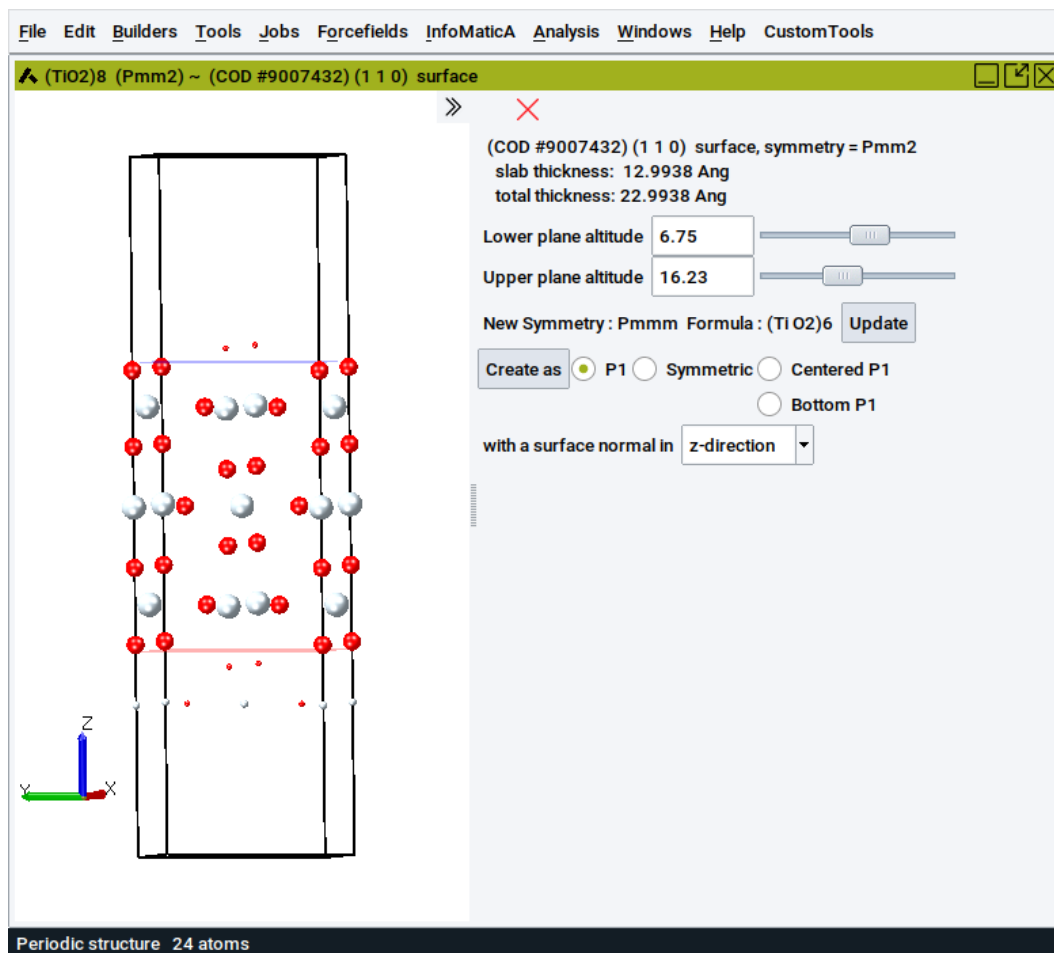 File Edit Builders Tools Jobs Forcefields InfoMaticA Analysis Windows Help CustomTools
(TiO2)8 (Pmm2) ~ (COD #9007432) (1 1 0) surface
(COD #9007432) (1 1 0) surface, symmetry = Pmm2
slab thickness: 12.9938 Ang
total thickness: 22.9938 Ang
Lower plane altitude 6.75
Upper plane altitude 16.23
New Symmetry : Pmmm Formula : (Ti O2)6 Update
Create as P1 Symmetric Centered P1
Bottom P1
with a surface normal in z-direction
Z
Y X
Periodic structure 24 atoms